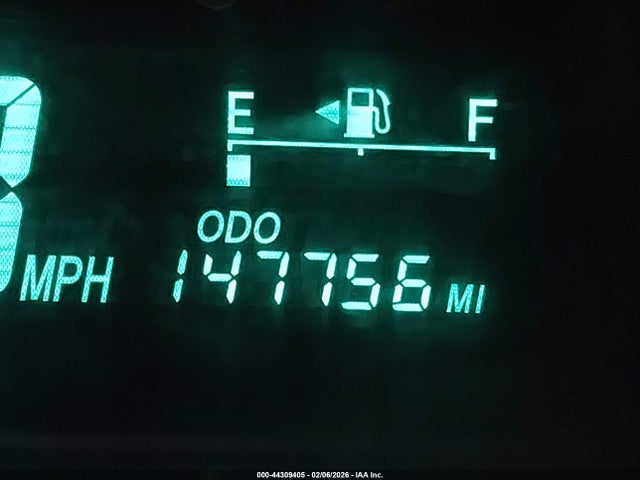 E F
ODO
MPH 147756 MI
000-44309405 - 02/06/2026 - IAA Inc.